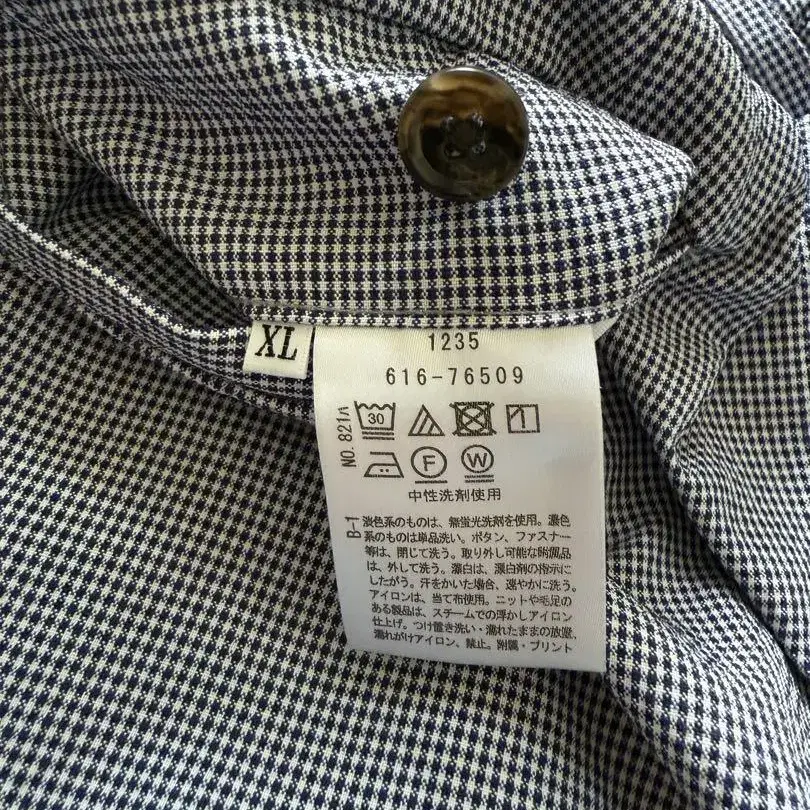 XL
1235
616-76509
NO. 821ハ
30
F
W
中性洗剤使用
B-1
淡色系のものは、無蛍光洗剤を使用。濃色
系のものは単品洗い。ボタン、ファスナー
等は、閉じて洗う。取り外し可能な附属品
は、外して洗う。漂白は、漂白剤の指示に
したがう。汗をかいた場合、速やかに洗う。
アイロンは、当て布使用。ニットや毛足の
ある製品は、スチームでの浮かしアイロン
仕上げ。つけ置き洗い・濡れたままの放置、
濡れがけアイロン、禁止。附属・プリント